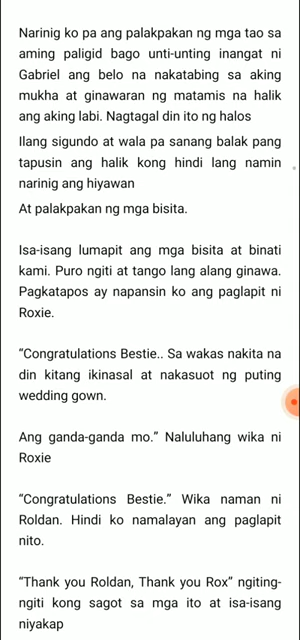 Narinig ko pa ang palakpakan ng mga tao sa
aming paligid bago unti-unting inangat ni
Gabriel ang belo na nakatabing sa aking
mukha at ginawaran ng matamis na halik
ang aking labi. Nagtagal din ito ng halos
Ilang sigundo at wala pa sanang balak pang
tapusin ang halik kong hindi lang namin
narinig ang hiyawan
At palakpakan ng mga bisita.
Isa-isang lumapit ang mga bisita at binati
kami. Puro ngiti at tango lang alang ginawa.
Pagkatapos ay napansin ko ang paglapit ni
Roxie.
“Congratulations Bestie.. Sa wakas nakita na
din kitang ikinasal at nakasuot ng puting
wedding gown.
Ang ganda-ganda mo.” Naluluhang wika ni
Roxie
“Congratulations Bestie.” Wika naman ni
Roldan. Hindi ko namalayan ang paglapit
nito.
“Thank you Roldan, Thank you Rox” ngiting-
ngiti kong sagot sa mga ito at isa-isang
niyakap